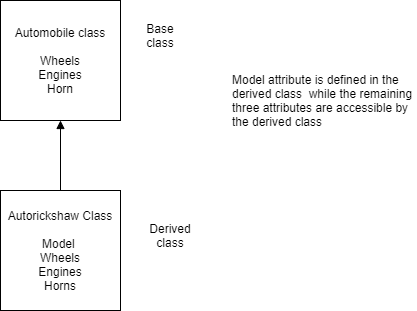 Automobile class
Wheels
Engines
Horn
Base
class
Model attribute is defined in the
derived class while the remaining
three attributes are accessible by
the derived class
Autorickshaw Class
Model
Wheels
Engines
Horns
Derived
class